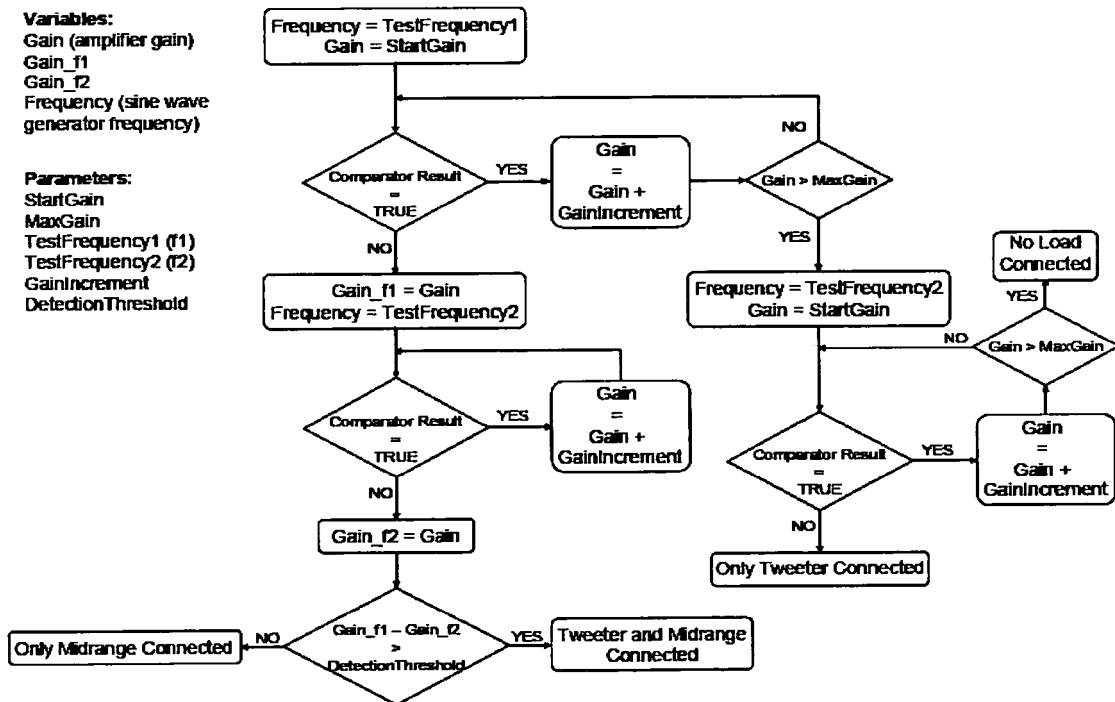 Variables:
Gain (amplifier gain)
Gain_f1
Gain_f2
Frequency (sine wave
generator frequency)
Parameters:
StartGain
MaxGain
TestFrequency1 (f1)
TestFrequency2 (f2)
GainIncrement
DetectionThreshold
Frequency = TestFrequency1
Gain = StartGain
Comparator Result
=
TRUE
YES
Gain
=
Gain +
GainIncrement
Gain > MaxGain
NO
YES
NO
Gain_f1 = Gain
Frequency = TestFrequency2
Comparator Result
=
TRUE
YES
Gain
=
Gain +
GainIncrement
NO
Gain_f2 = Gain
Gain_f1 – Gain_f2
>
DetectionThreshold
NO
Only Midrange Connected
YES
Tweeter and Midrange
Connected
Frequency = TestFrequency2
Gain = StartGain
Comparator Result
=
TRUE
YES
Gain
=
Gain +
GainIncrement
Gain > MaxGain
NO
YES
No Load
Connected
NO
Only Tweeter Connected